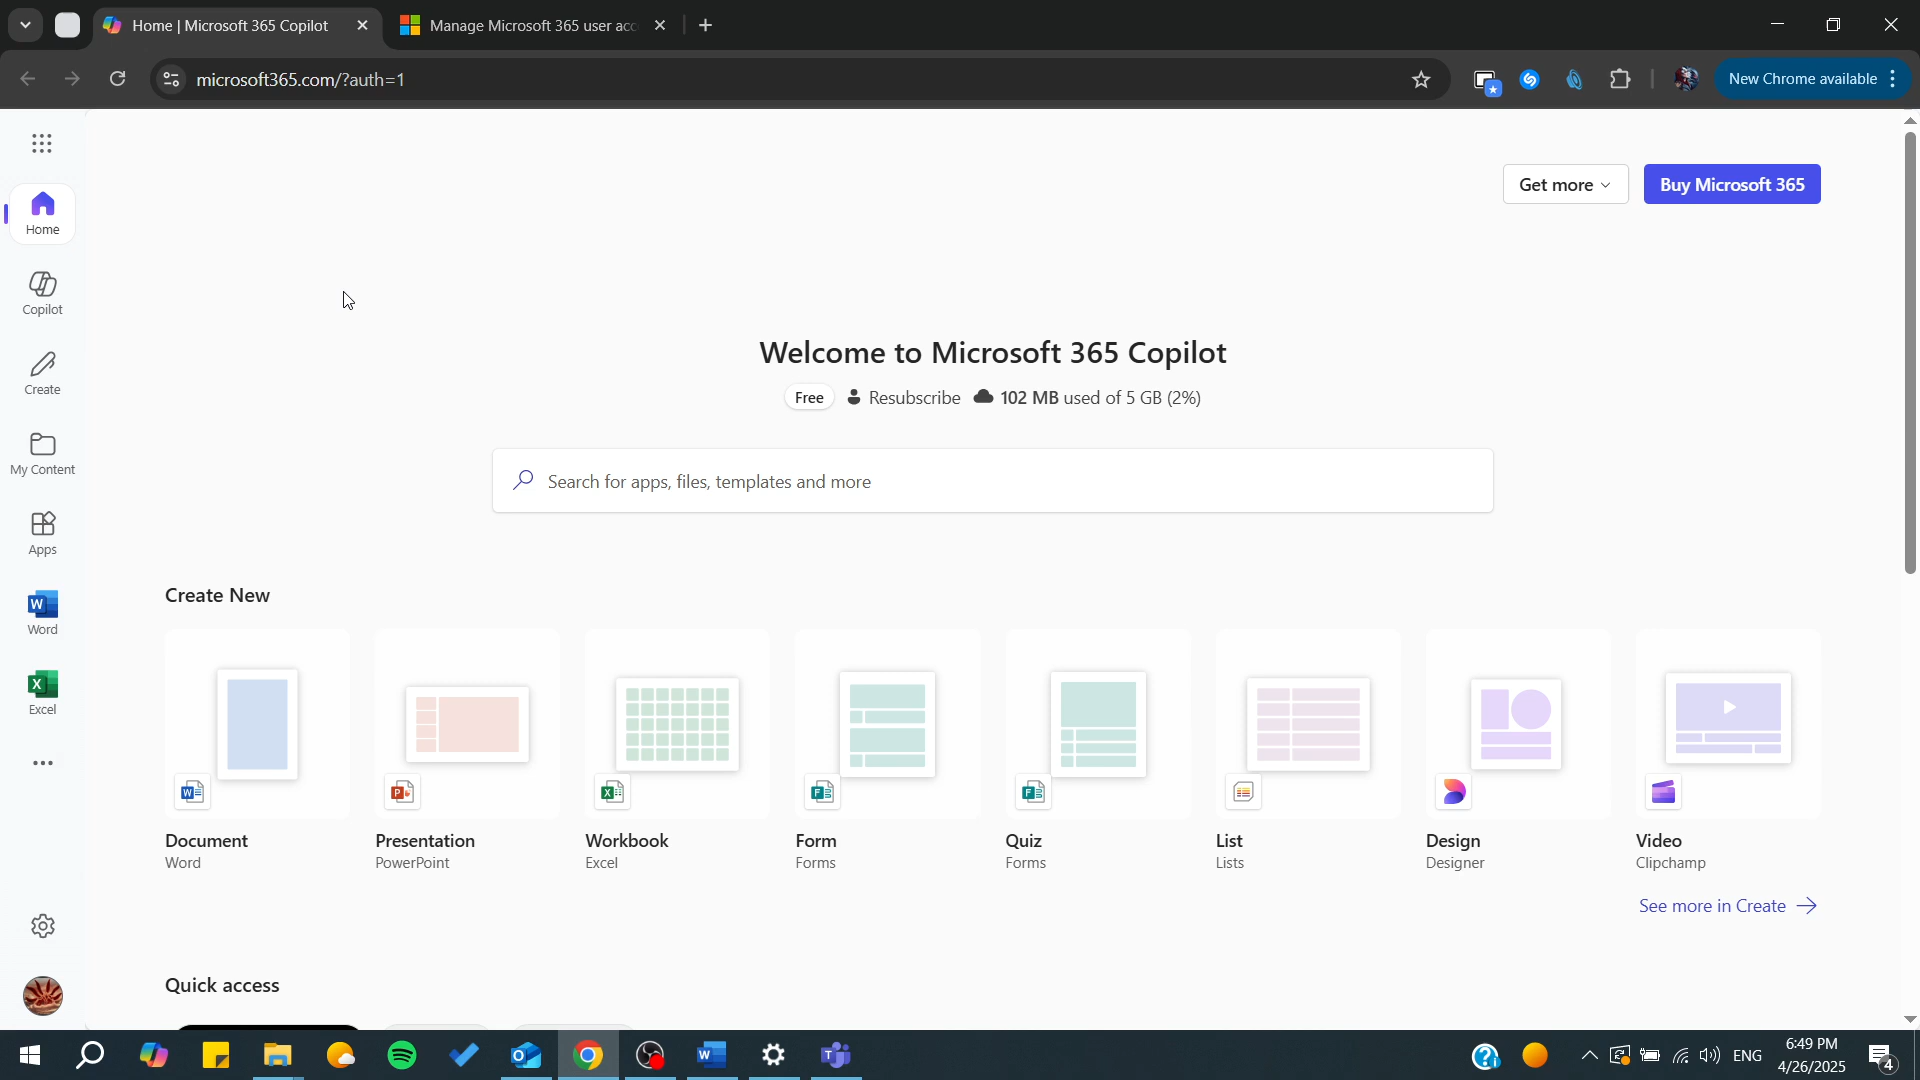 Home | Microsoft 365 Copilot
Manage Microsoft 365 user acc
microsoft365.com/?auth=1
New Chrome available
Get more
Buy Microsoft 365
Home
Copilot
Create
My Content
Apps
Word
Excel
Welcome to Microsoft 365 Copilot
Free Resubscribe 102 MB used of 5 GB (2%)
Search for apps, files, templates and more
Create New
Document
Word
Presentation
PowerPoint
Workbook
Excel
Form
Forms
Quiz
Forms
List
Lists
Design
Designer
Video
Clipchamp
See more in Create
Quick access
ENG
6:49 PM
4/26/2025
4